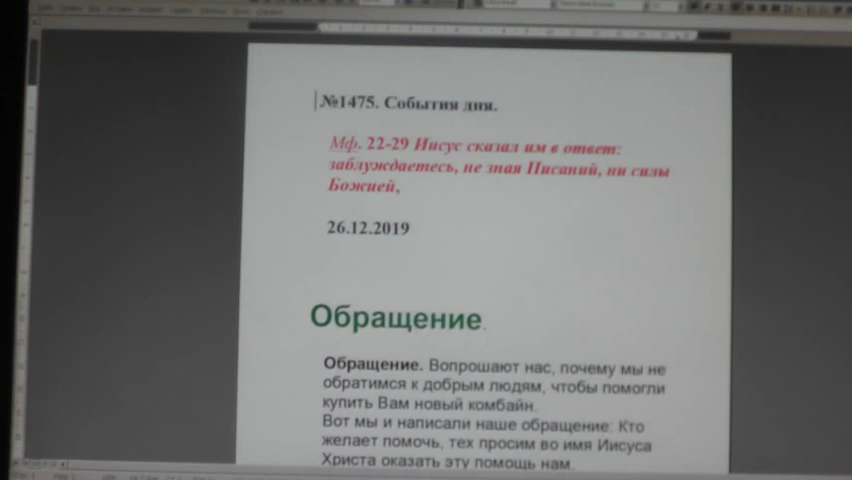 №1475. События дня.
Мф. 22-29 Иисус сказал им в ответ:
заблуждаетесь, не зная Писаний, ни силы
Божией,
26.12.2019
Обращение.
Обращение. Вопрошают нас, почему мы не
обратимся к добрым людям, чтобы помогли
купить Вам новый комбайн.
Вот мы и написали наше обращение: Кто
желает помочь, тех просим во имя Иисуса
Христа оказать эту помощь нам.